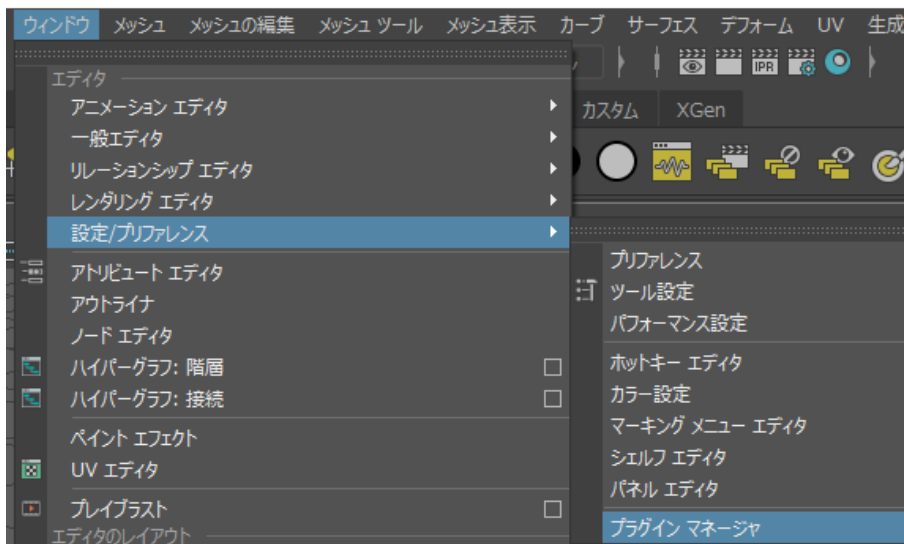 ウィンドウ メッシュ メッシュの編集 メッシュ ツール メッシュ表示 カーブ サーフェス デフォーム UV 生成
IPR
カスタム XGen
エディタ
アニメーション エディタ
一般エディタ
リレーションシップ エディタ
レンダリング エディタ
設定/プリファレンス
アトリビュート エディタ
アウトライナ
ノード エディタ
ハイパーグラフ: 階層
ハイパーグラフ: 接続
ペイント エフェクト
UV エディタ
プレイブラスト
エディタのレイアウト
プリファレンス
ツール設定
パフォーマンス設定
ホットキー エディタ
カラー設定
マーキング メニュー エディタ
シェルフ エディタ
パネル エディタ
プラグイン マネージャ